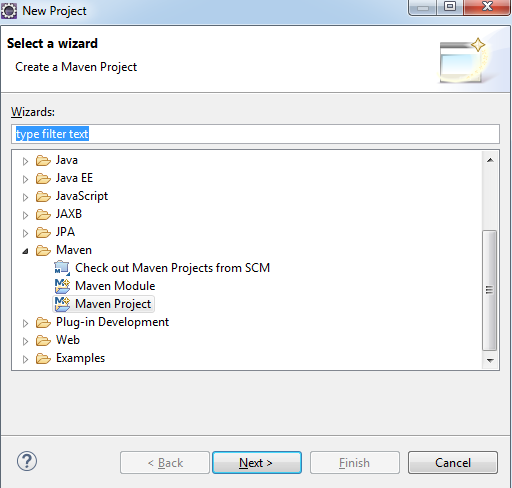 New Project
Select a wizard
Create a Maven Project
Wizards:
type filter text
Java
Java EE
JavaScript
JAXB
JPA
Maven
Check out Maven Projects from SCM
Maven Module
Maven Project
Plug-in Development
Web
Examples
?
< Back
Next >
Finish
Cancel